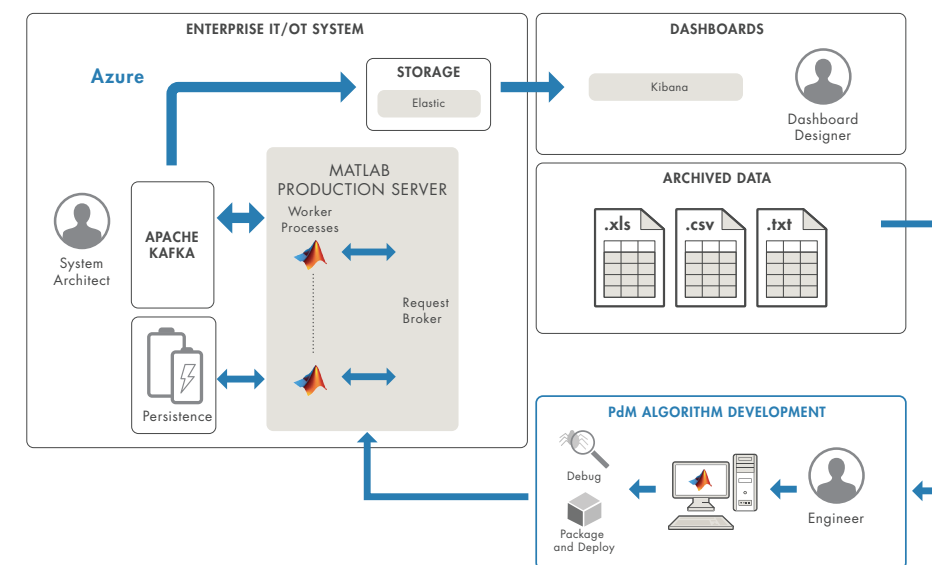 ENTERPRISE IT/OT SYSTEM
Azure
STORAGE
Elastic
MATLAB
PRODUCTION SERVER
Worker
Processes
Request
Broker
System
Architect
APACHE
KAFKA
Persistence
DASHBOARDS
Kibana
Dashboard
Designer
ARCHIVED DATA
.xls
.csv
.txt
PdM ALGORITHM DEVELOPMENT
Debug
Package
and Deploy
Engineer